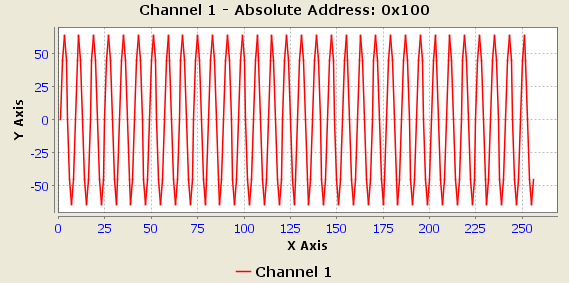 Channel 1 - Absolute Address: 0x100
Y Axis
50
25
0
-25
-50
0 25 50 75 100 125 150 175 200 225 250
X Axis
Channel 1